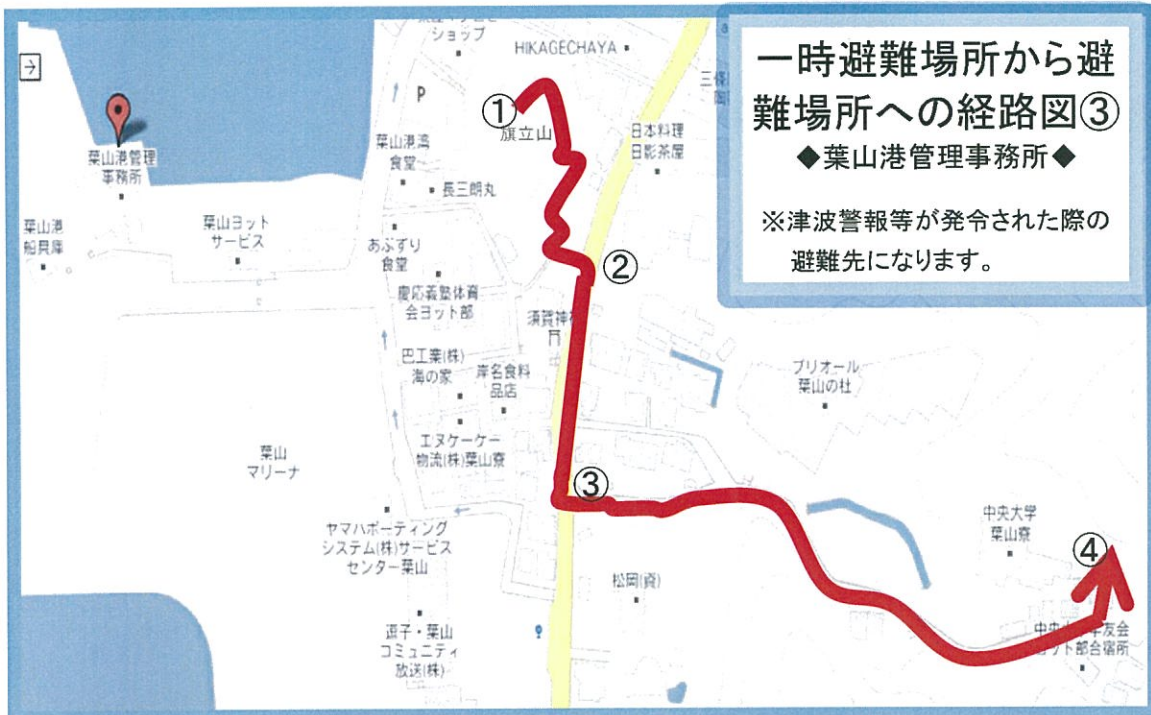 ショップ
HIKAGECHAYA
一時避難場所から避
難場所への経路図③
◆葉山港管理事務所◆
※津波警報等が発令された際の
避難先になります。
P
①
旗立山
葉山港管理
事務所
葉山港湾
食堂
長三朗丸
日本料理
日影茶屋
葉山港
船具庫
葉山ヨット
サービス
あぶずり
食堂
②
慶応義塾体育
会ヨット部
須賀神社
巴工業(株)
海の家
岸名食料
品店
ブリオール
葉山の杜
エヌケーケー
物流(株)葉山寮
葉山
マリーナ
③
ヤマハボーティング
システム(株)サービス
センター葉山
中央大学
葉山寮
④
松岡(資)
逗子・葉山
コミュニティ
放送(株)
合宿所